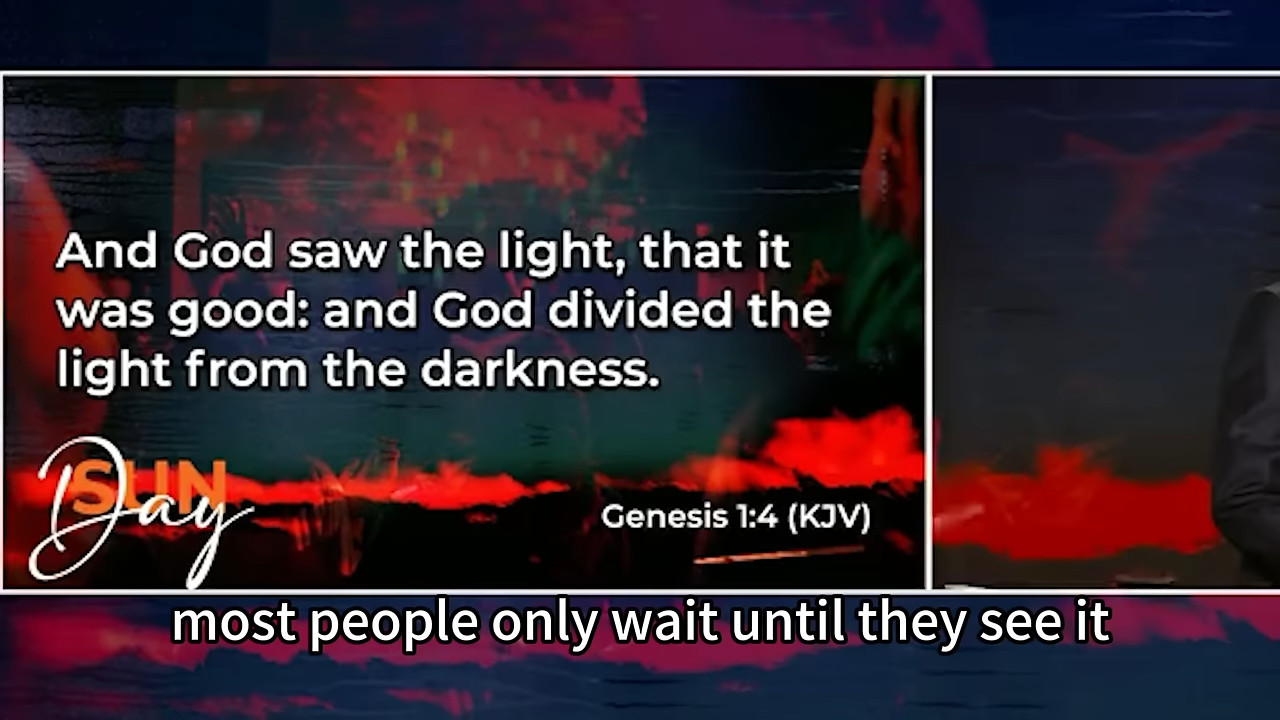 And God saw the light, that it
was good: and God divided the
light from the darkness.
SUN
Day
Genesis 1:4 (KJV)
most people only wait until they see it